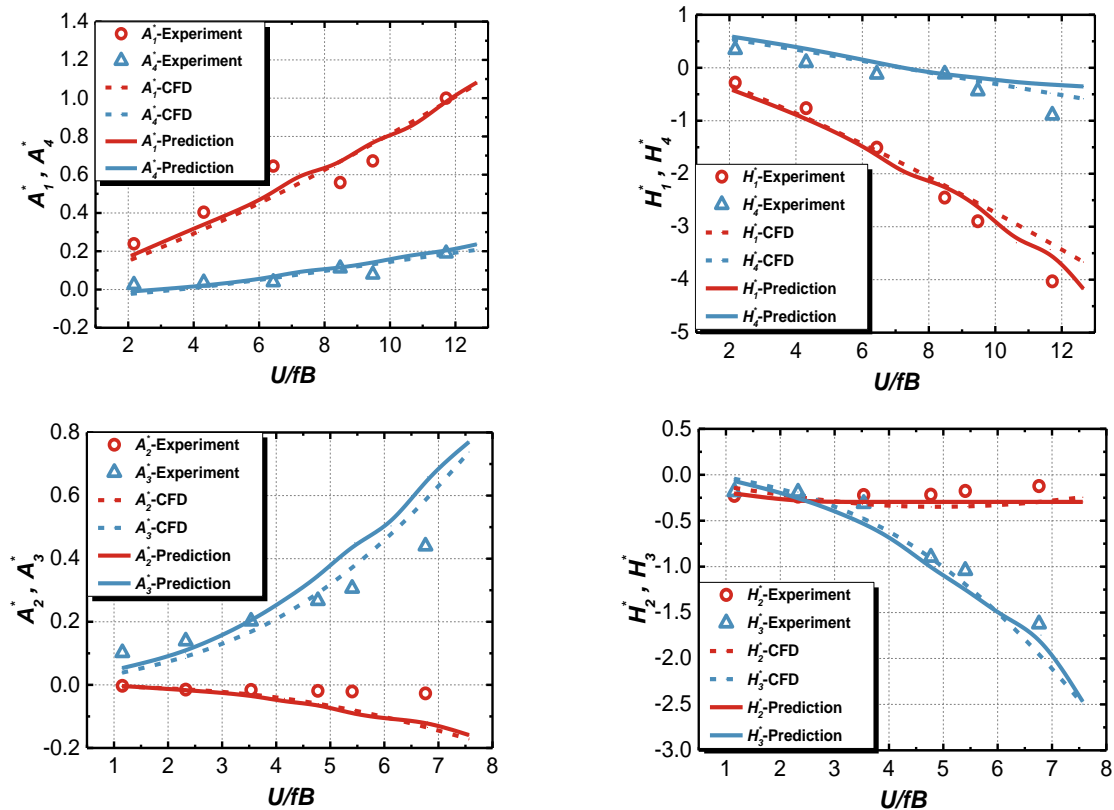 1.4
1.2
1.0
0.8
0.6
0.4
0.2
0.0
-0.2
A₁*, A₄*
A₁*-Experiment
A₄*-Experiment
A₁*-CFD
A₄*-CFD
A₁*-Prediction
A₄*-Prediction
2 4 6 8 10 12
U/fB
1
0
-1
-2
-3
-4
-5
H₁*, H₄*
H₁*-Experiment
H₄*-Experiment
H₁*-CFD
H₄*-CFD
H₁*-Prediction
H₄*-Prediction
2 4 6 8 10 12
U/fB
0.8
0.6
0.4
0.2
0.0
-0.2
A₂*, A₃*
A₂*-Experiment
A₃*-Experiment
A₂*-CFD
A₃*-CFD
A₂*-Prediction
A₃*-Prediction
1 2 3 4 5 6 7 8
U/fB
0.5
0.0
-0.5
-1.0
-1.5
-2.0
-2.5
-3.0
H₂*, H₃*
H₂*-Experiment
H₃*-Experiment
H₂*-CFD
H₃*-CFD
H₂*-Prediction
H₃*-Prediction
1 2 3 4 5 6 7 8
U/fB